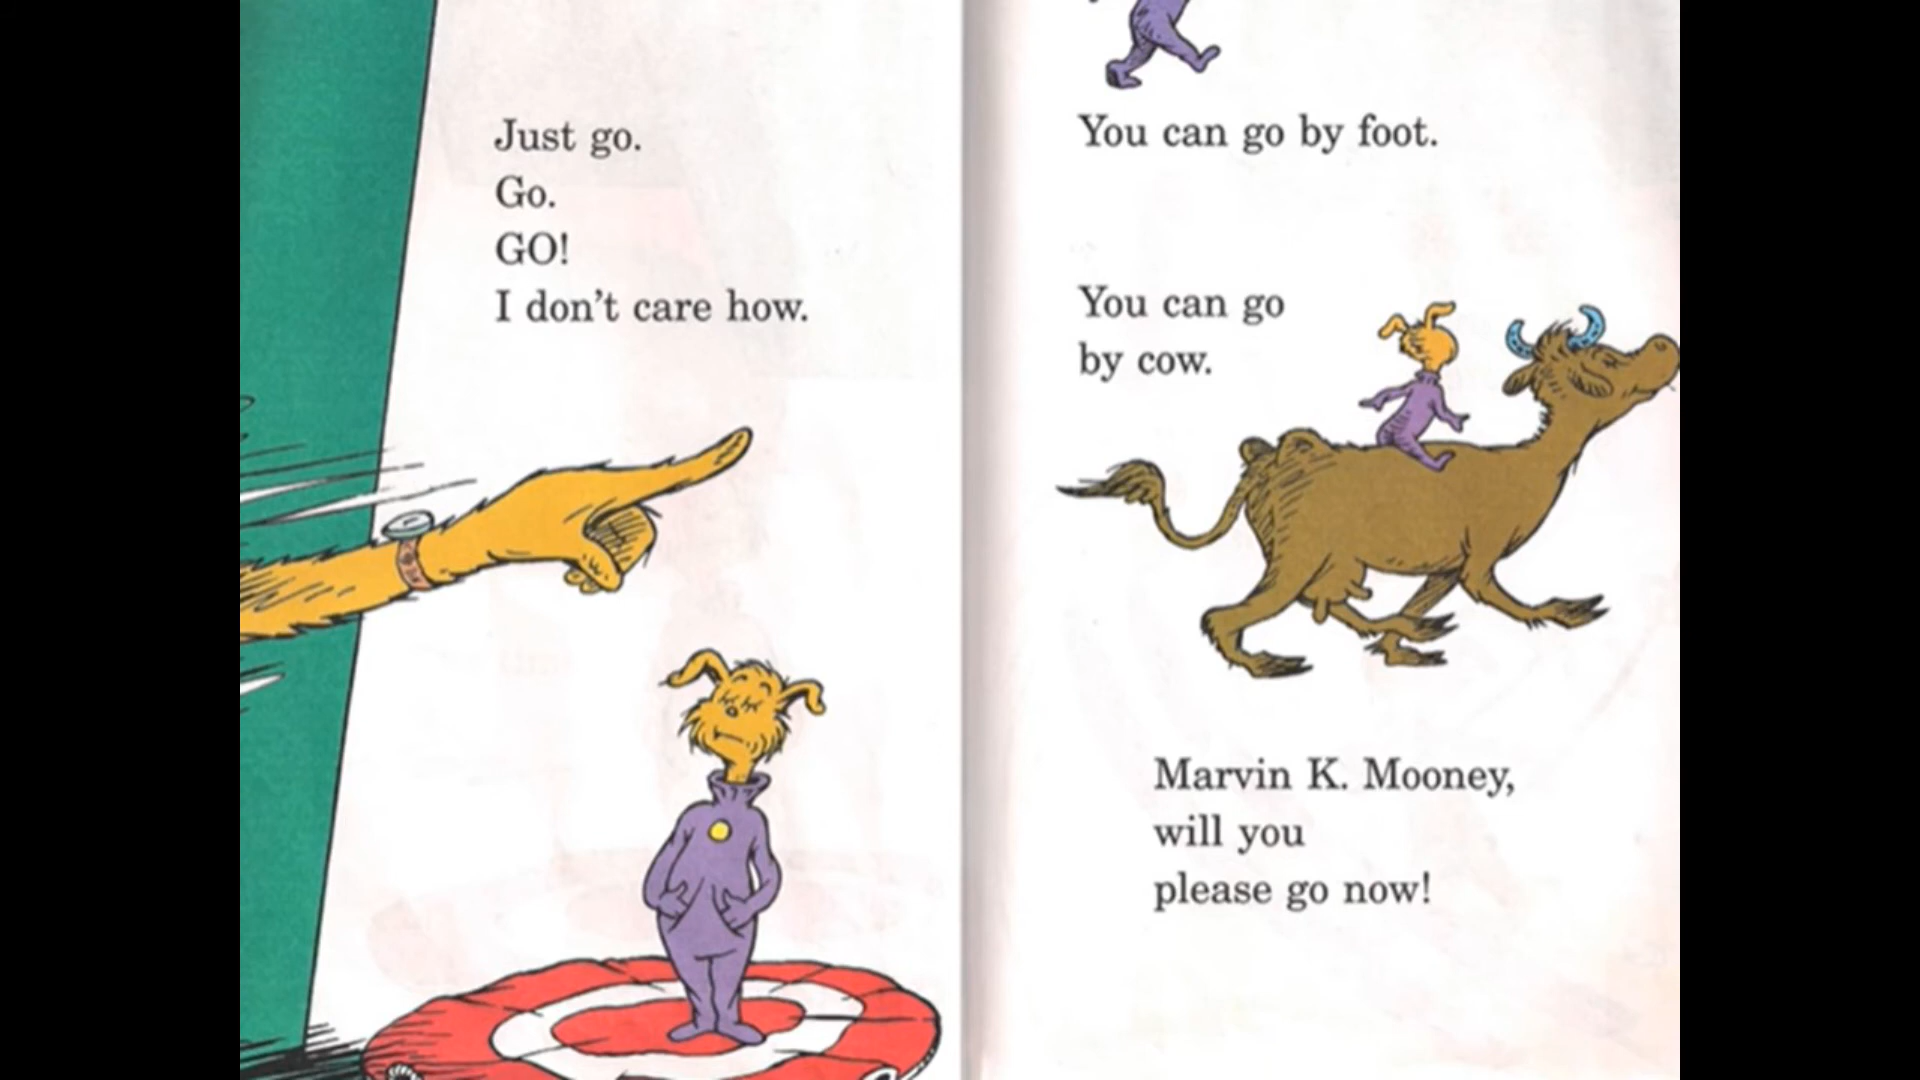 Just go.
Go.
GO!
I don't care how.
You can go by foot.
You can go
by cow.
Marvin K. Mooney,
will you
please go now!